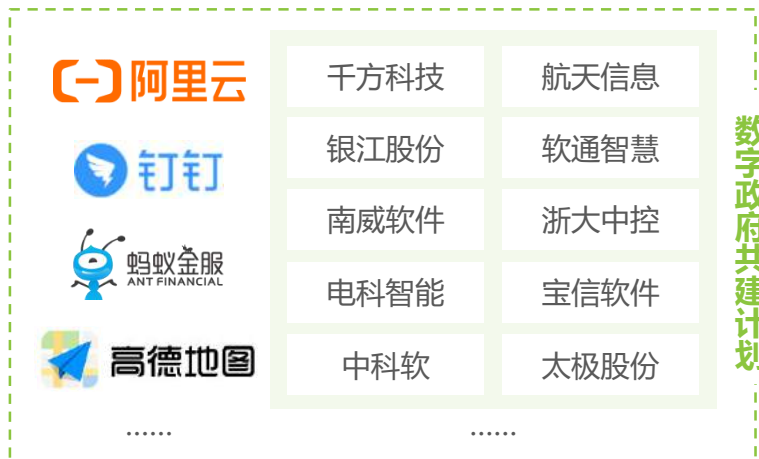 阿里云
千方科技
航天信息
钉钉
银江股份
软通智慧
蚂蚁金服
ANT FINANCIAL
南威软件
浙大中控
电科智能
宝信软件
高德地图
中科软
太极股份
......
......
数字政府共建计划